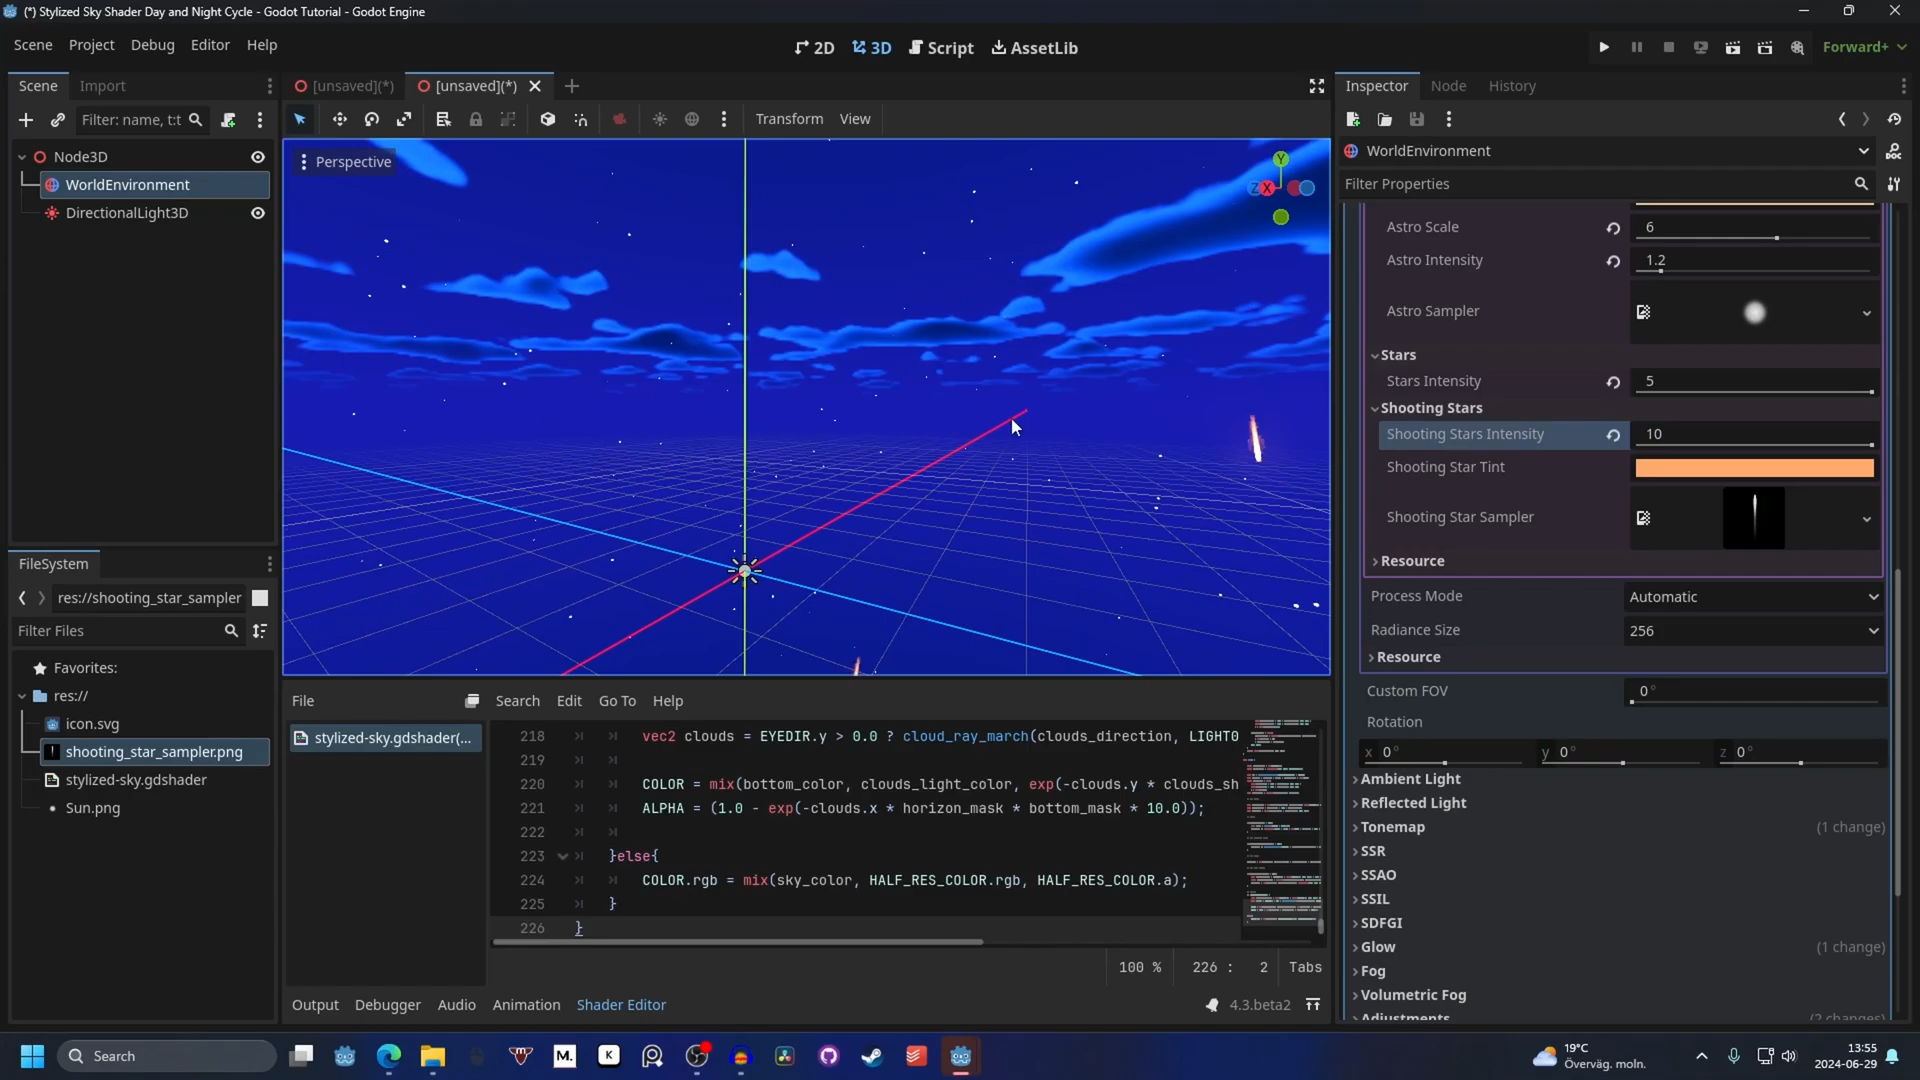 (*) Stylized Sky Shader Day and Night Cycle - Godot Tutorial - Godot Engine
Scene Project Debug Editor Help
2D 3D Script AssetLib
Forward+
Scene Import
[unsaved](*) [unsaved](*)
Inspector Node History
Filter: name, t:t
Transform View
Node3D
WorldEnvironment
DirectionalLight3D
Perspective
Y
Z X
WorldEnvironment
Filter Properties
Astro Scale 6
Astro Intensity 1.2
Astro Sampler
Stars
Stars Intensity 5
Shooting Stars
Shooting Stars Intensity 10
Shooting Star Tint
Shooting Star Sampler
Resource
Process Mode Automatic
Radiance Size 256
Resource
Custom FOV 0°
Rotation
x 0° y 0° z 0°
Ambient Light
Reflected Light
Tonemap (1 change)
SSR
SSAO
SSIL
SDFGI
Glow (1 change)
Fog
Volumetric Fog
Adjustments (2 changes)
FileSystem
res://shooting_star_sampler
Filter Files
Favorites:
res://
icon.svg
shooting_star_sampler.png
stylized-sky.gdshader
Sun.png
File Search Edit Go To Help
stylized-sky.gdshader(...
218 vec2 clouds = EYEDIR.y > 0.0 ? cloud_ray_march(clouds_direction, LIGHT0
219
220 COLOR = mix(bottom_color, clouds_light_color, exp(-clouds.y * clouds_sh
221 ALPHA = (1.0 - exp(-clouds.x * horizon_mask * bottom_mask * 10.0));
222
223 }else{
224 COLOR.rgb = mix(sky_color, HALF_RES_COLOR.rgb, HALF_RES_COLOR.a);
225 }
226 }
100 % 226 : 2 Tabs
Output Debugger Audio Animation Shader Editor
4.3.beta2
Search
M.
K
19°C
Överväg. moln.
13:55
2024-06-29